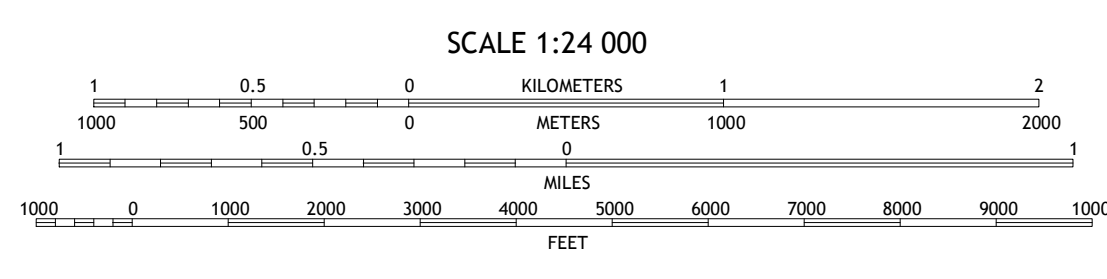 SCALE 1:24 000
1 0.5 0 KILOMETERS 1 2
1000 500 0 METERS 1000 2000
1 0.5 0 1
MILES
1000 0 1000 2000 3000 4000 5000 6000 7000 8000 9000 1000
FEET